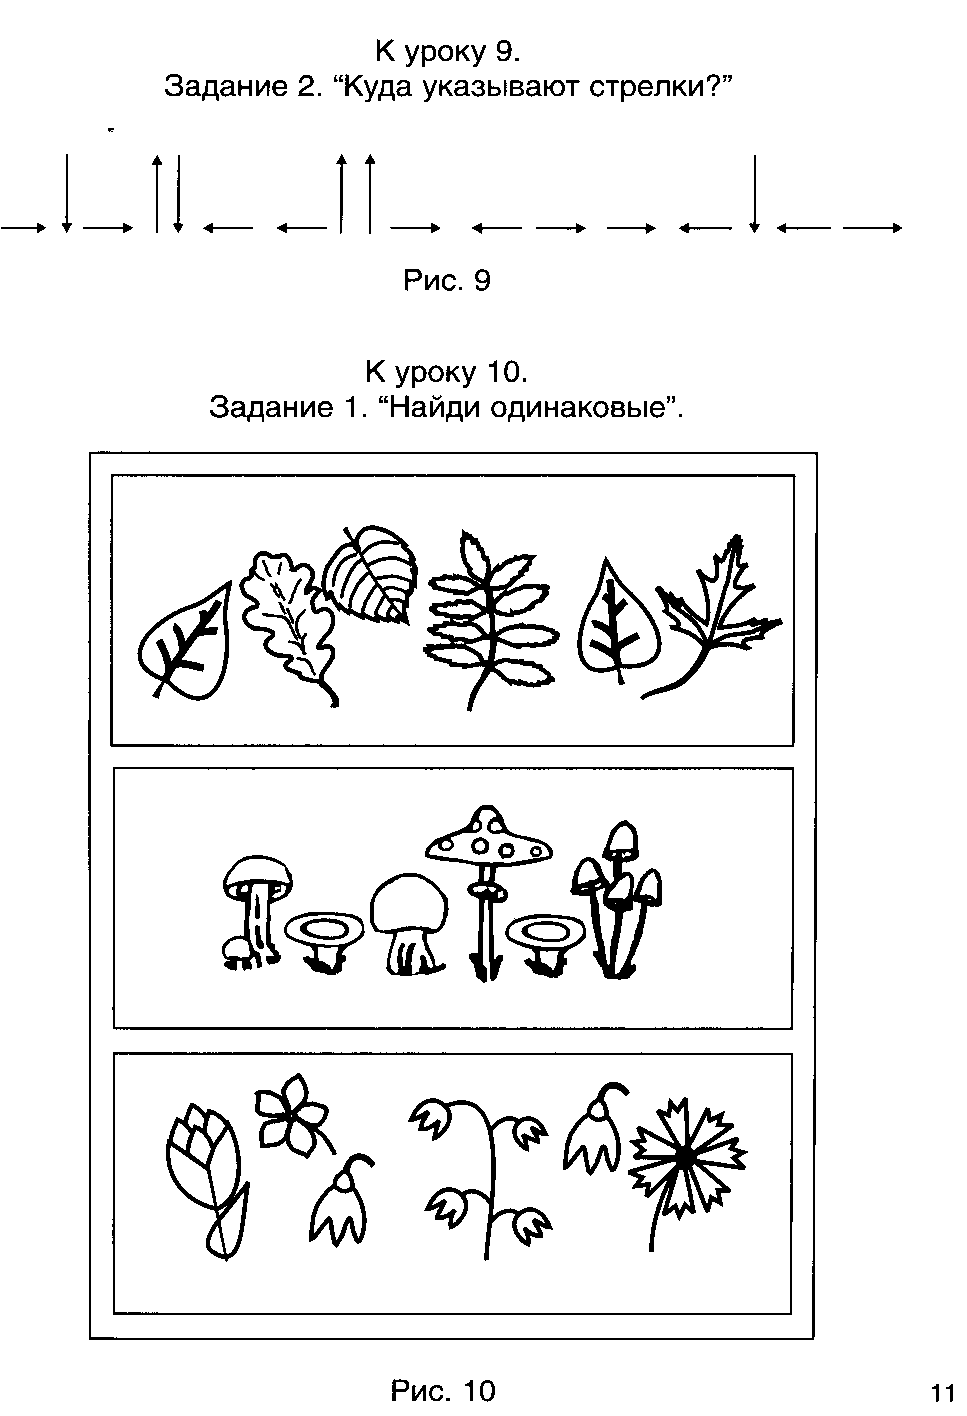 К уроку 9.
Задание 2. “Куда указывают стрелки?”
Рис. 9
К уроку 10.
Задание 1. “Найди одинаковые”.
Рис. 10
11